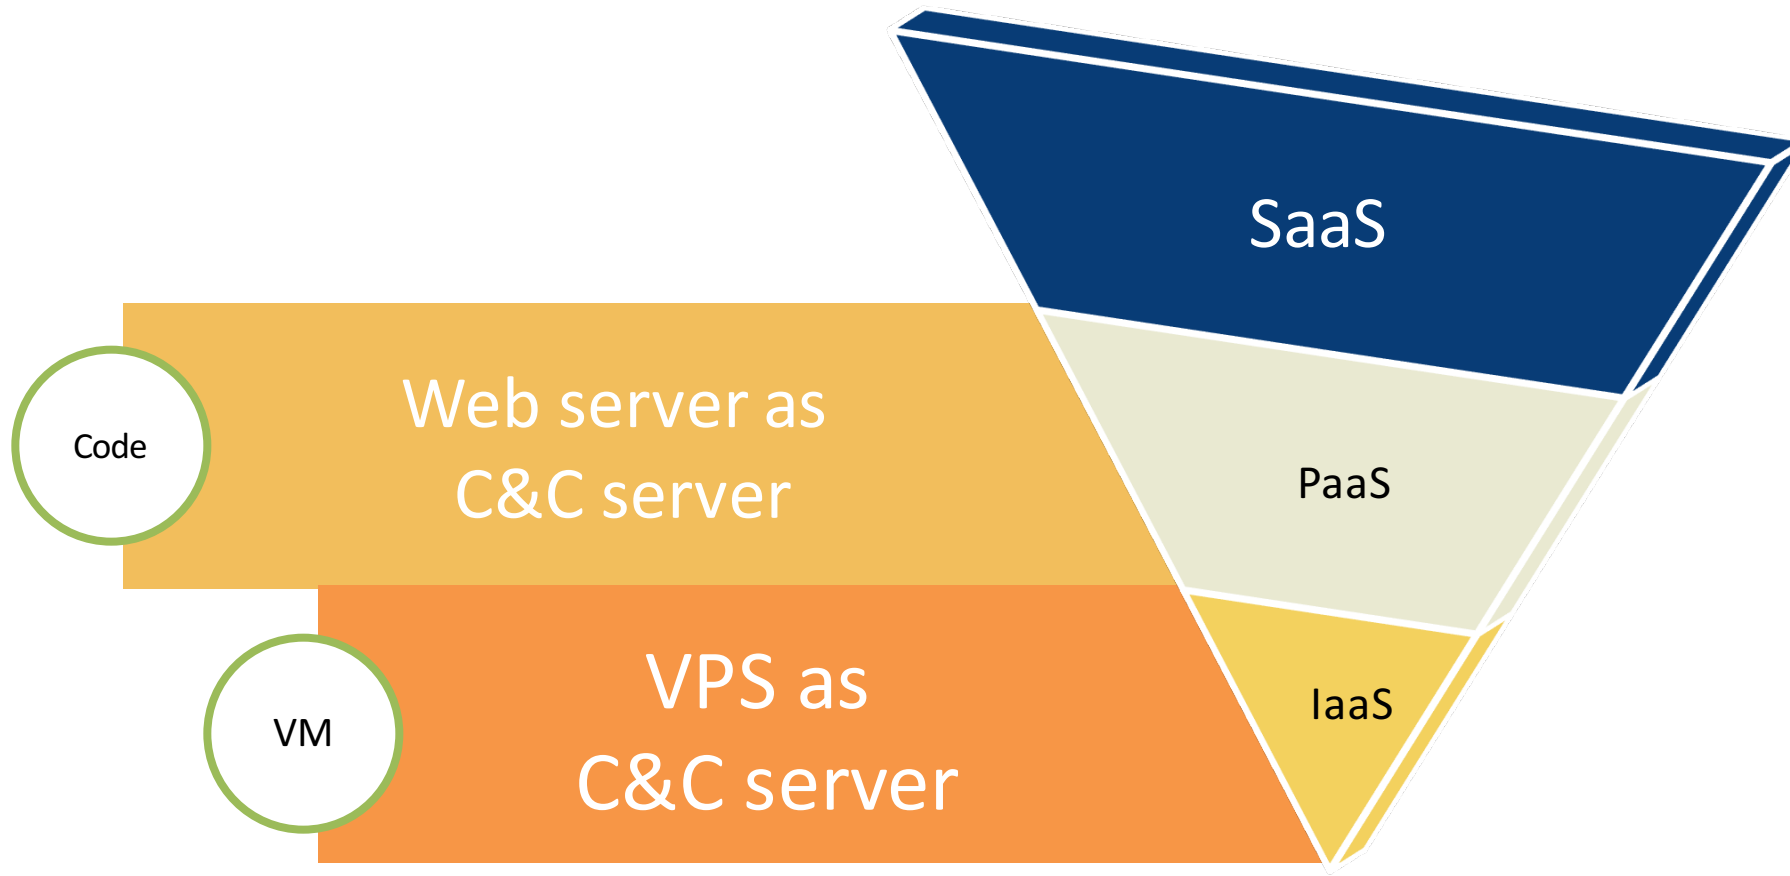 SaaS
Code
Web server as
C&C server
PaaS
VM
VPS as
C&C server
IaaS